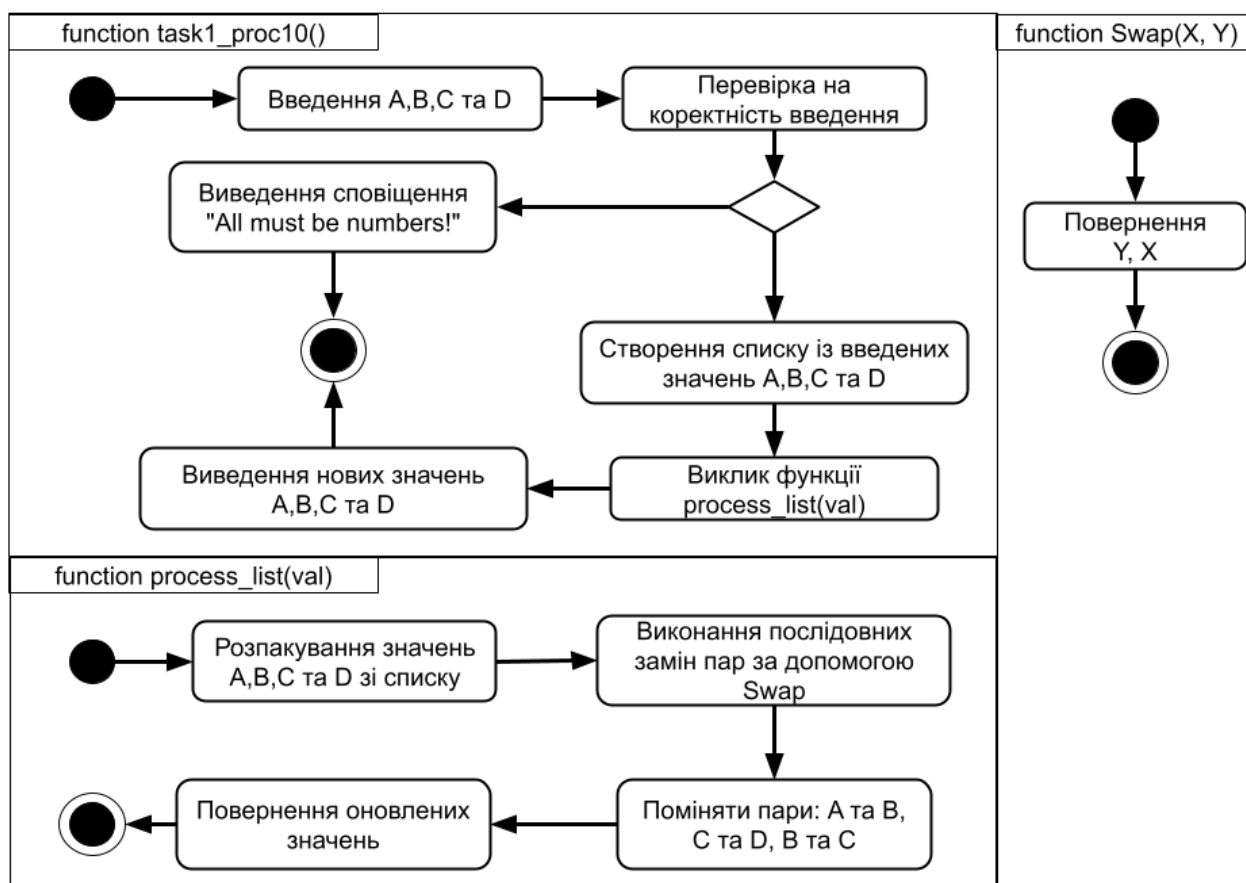 function task1_proc10()
Введення A,B,C та D
Перевірка на
коректність введення
Виведення сповіщення
"All must be numbers!"
Створення списку із введених
значень A,B,C та D
Виклик функції
process_list(val)
Виведення нових значень
A,B,C та D
function Swap(X, Y)
Повернення
Y, X
function process_list(val)
Розпакування значень
A,B,C та D зі списку
Виконання послідовних
замін пар за допомогою
Swap
Поміняти пари: A та B,
C та D, B та C
Повернення оновлених
значень